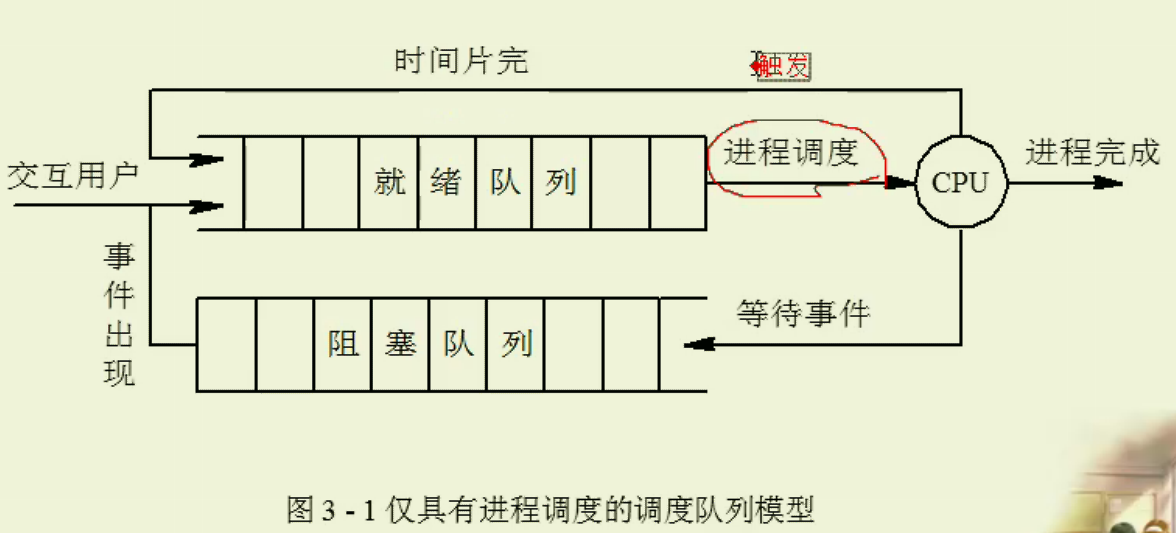 时间片完
触发
进程调度
进程完成
交互用户
就绪队列
CPU
事件出现
等待事件
阻塞队列
图 3 - 1 仅具有进程调度的调度队列模型